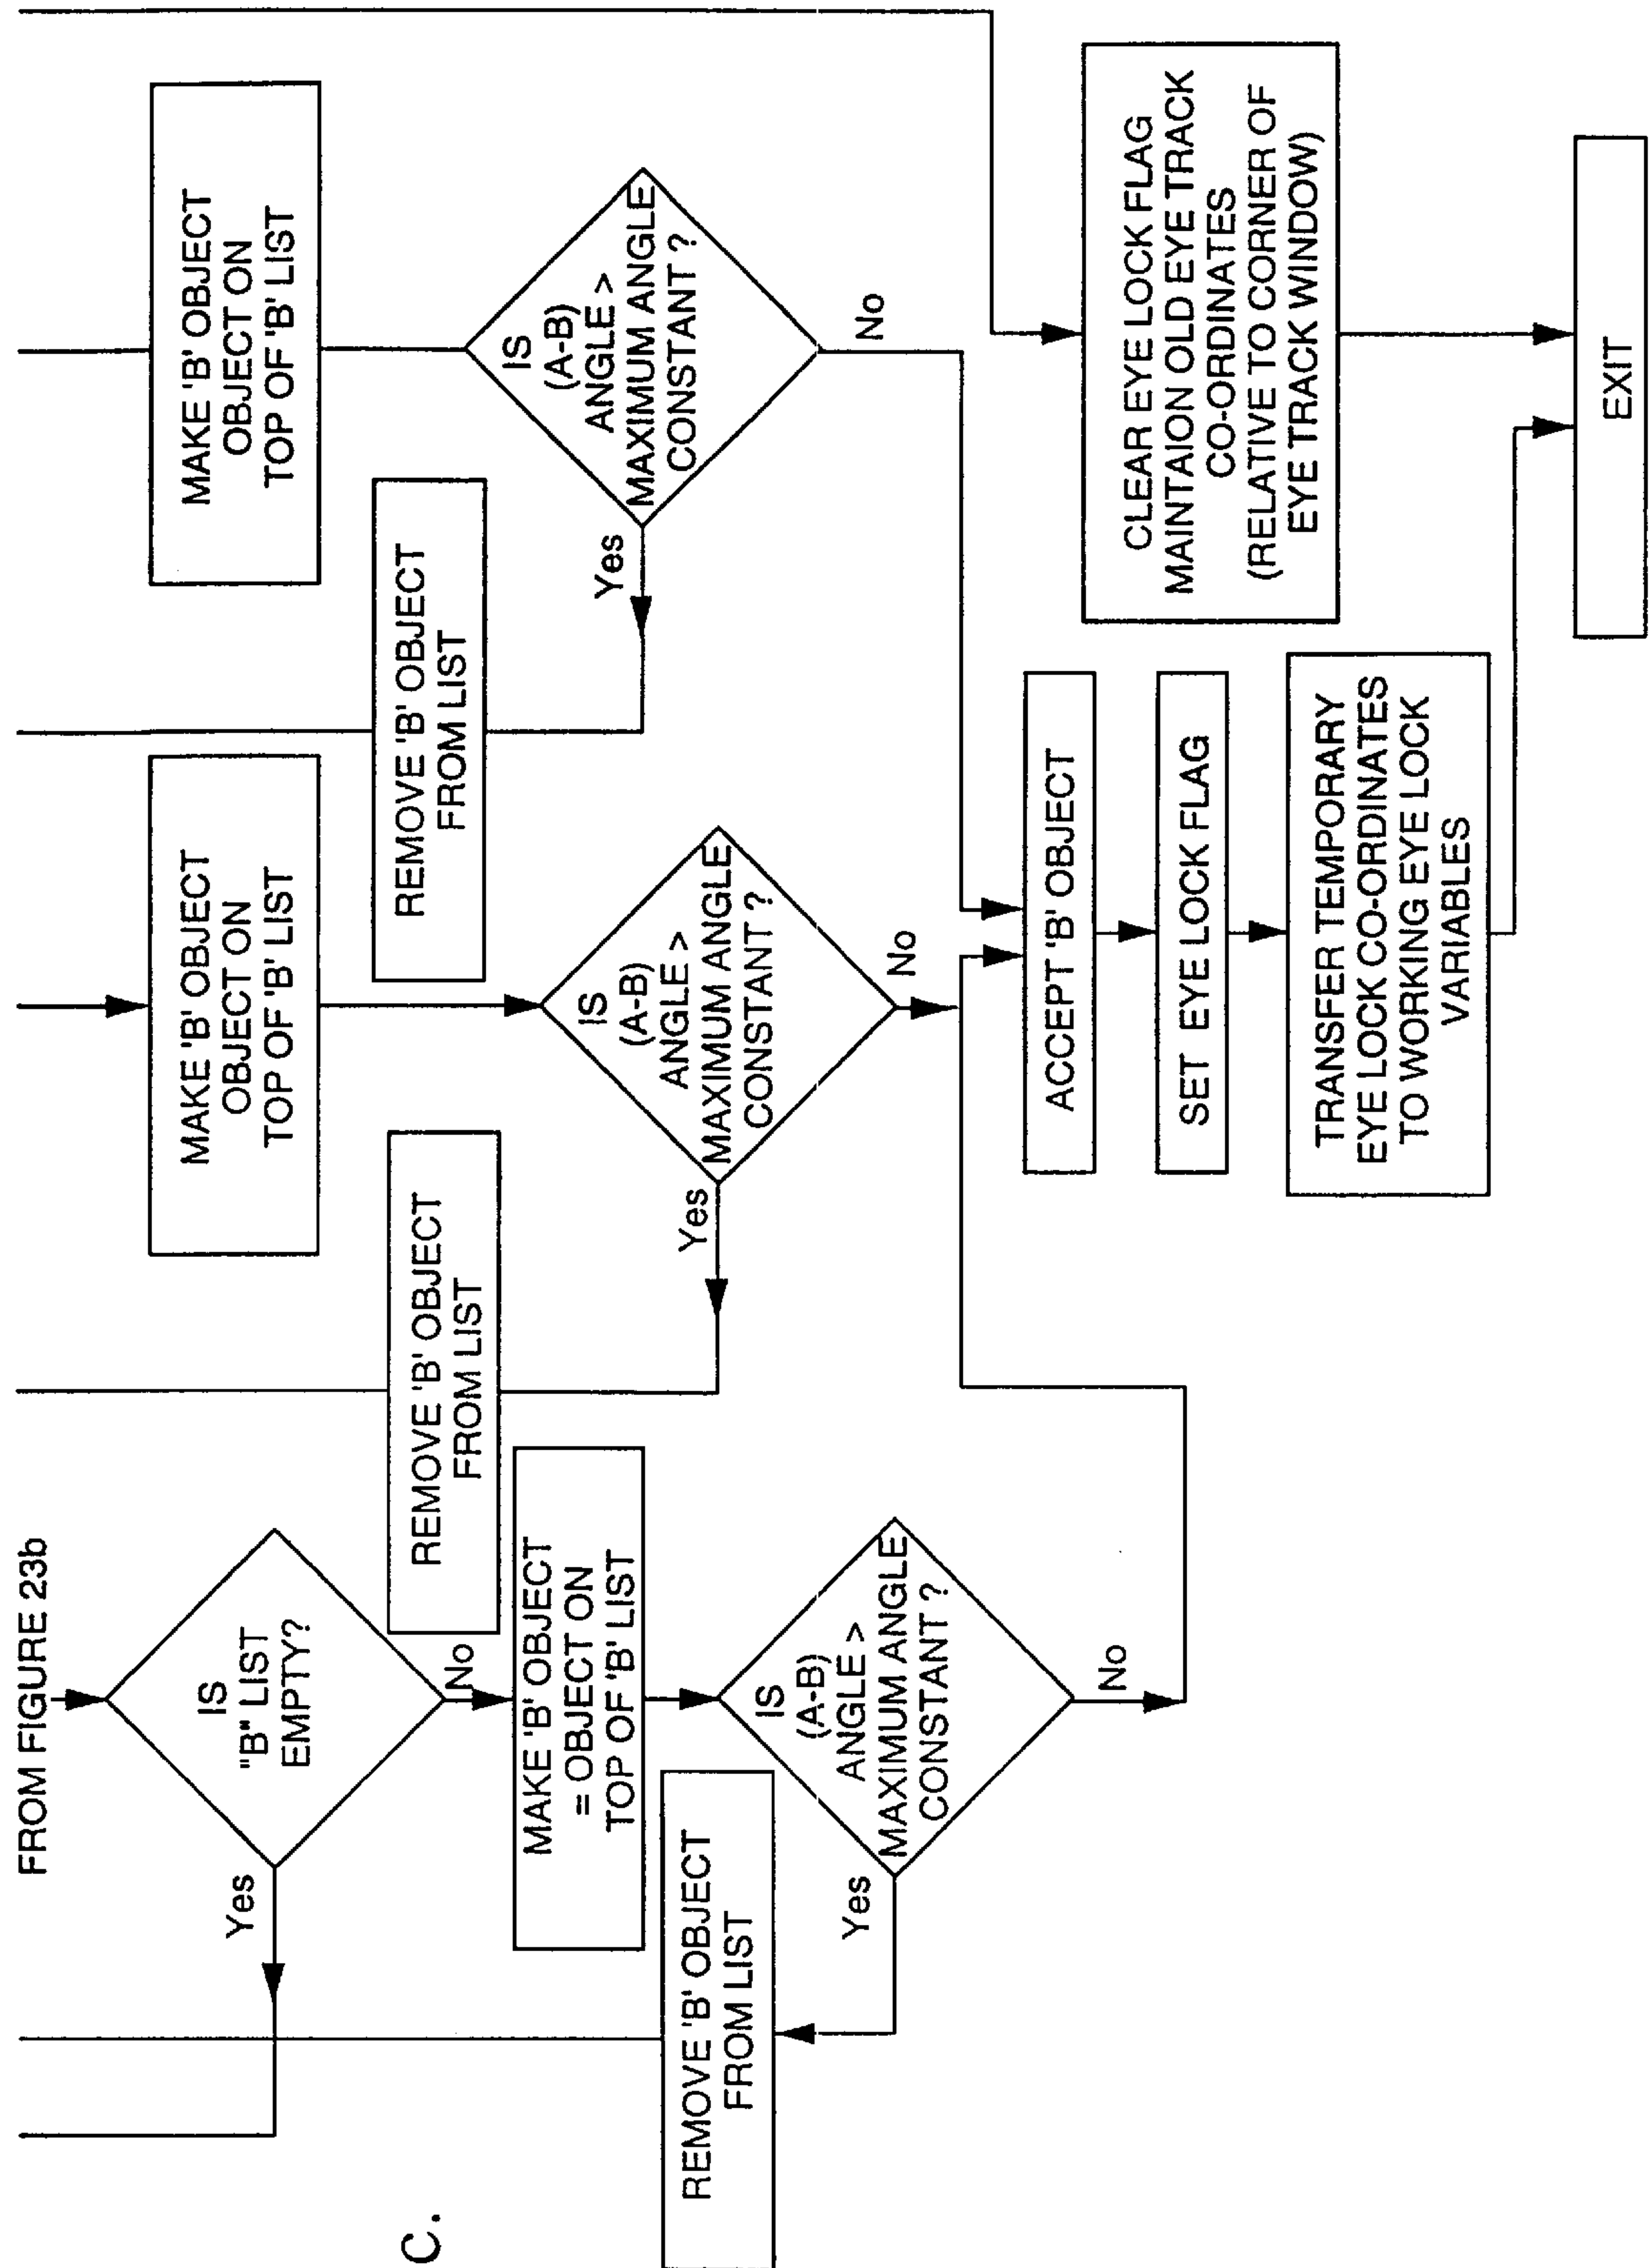 FROM FIGURE 23b
IS
"B" LIST
EMPTY?
Yes
No
MAKE 'B' OBJECT
= OBJECT ON
TOP OF 'B' LIST
IS
(A-B)
ANGLE >
MAXIMUM ANGLE
CONSTANT ?
Yes
No
REMOVE 'B' OBJECT
FROM LIST
C.
MAKE 'B' OBJECT
OBJECT ON
TOP OF 'B' LIST
REMOVE 'B' OBJECT
FROM LIST
IS
(A-B)
ANGLE >
MAXIMUM ANGLE
CONSTANT ?
Yes
No
MAKE 'B' OBJECT
OBJECT ON
TOP OF 'B' LIST
REMOVE 'B' OBJECT
FROM LIST
IS
(A-B)
ANGLE >
MAXIMUM ANGLE
CONSTANT ?
Yes
No
ACCEPT 'B' OBJECT
SET EYE LOCK FLAG
TRANSFER TEMPORARY
EYE LOCK CO-ORDINATES
TO WORKING EYE LOCK
VARIABLES
CLEAR EYE LOCK FLAG
MAINTAION OLD EYE TRACK
CO-ORDINATES
(RELATIVE TO CORNER OF
EYE TRACK WINDOW)
EXIT